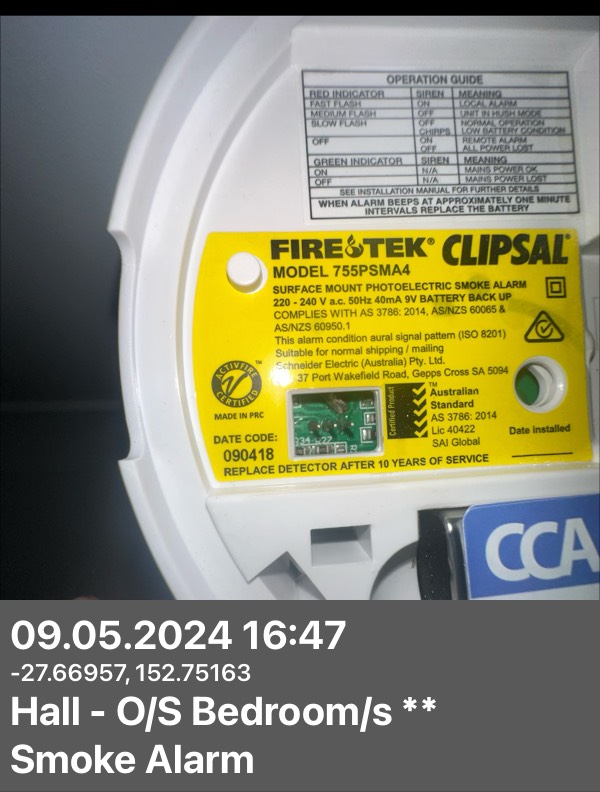 OPERATION GUIDE
RED INDICATOR SIREN MEANING
FAST FLASH ON LOCAL ALARM
MEDIUM FLASH OFF UNIT IN HUSH MODE
SLOW FLASH OFF NORMAL OPERATION
CHIRPS LOW BATTERY CONDITION
OFF ON REMOTE ALARM
OFF ALL POWER LOST
GREEN INDICATOR SIREN MEANING
ON N/A MAINS POWER OK
OFF N/A MAINS POWER LOST
SEE INSTALLATION MANUAL FOR FURTHER DETAILS
WHEN ALARM BEEPS AT APPROXIMATELY ONE MINUTE
INTERVALS REPLACE THE BATTERY
FIRETEK® CLIPSAL®
MODEL 755PSMA4
SURFACE MOUNT PHOTOELECTRIC SMOKE ALARM
220 - 240 V a.c. 50Hz 40mA 9V BATTERY BACK UP
COMPLIES WITH AS 3786: 2014, AS/NZS 60065 &
AS/NZS 60950.1
This alarm condition aural signal pattern (ISO 8201)
Suitable for normal shipping / mailing
Schneider Electric (Australia) Pty. Ltd.
37 Port Wakefield Road, Gepps Cross SA 5094
ACTIVFIRE
CERTIFIED
TM
MADE IN PRC
Certified Product
TM
Australian
Standard
AS 3786: 2014
Lic 40422
SAI Global
Date installed
DATE CODE:
090418
REPLACE DETECTOR AFTER 10 YEARS OF SERVICE
CCA
09.05.2024 16:47
-27.66957, 152.75163
Hall - O/S Bedroom/s **
Smoke Alarm